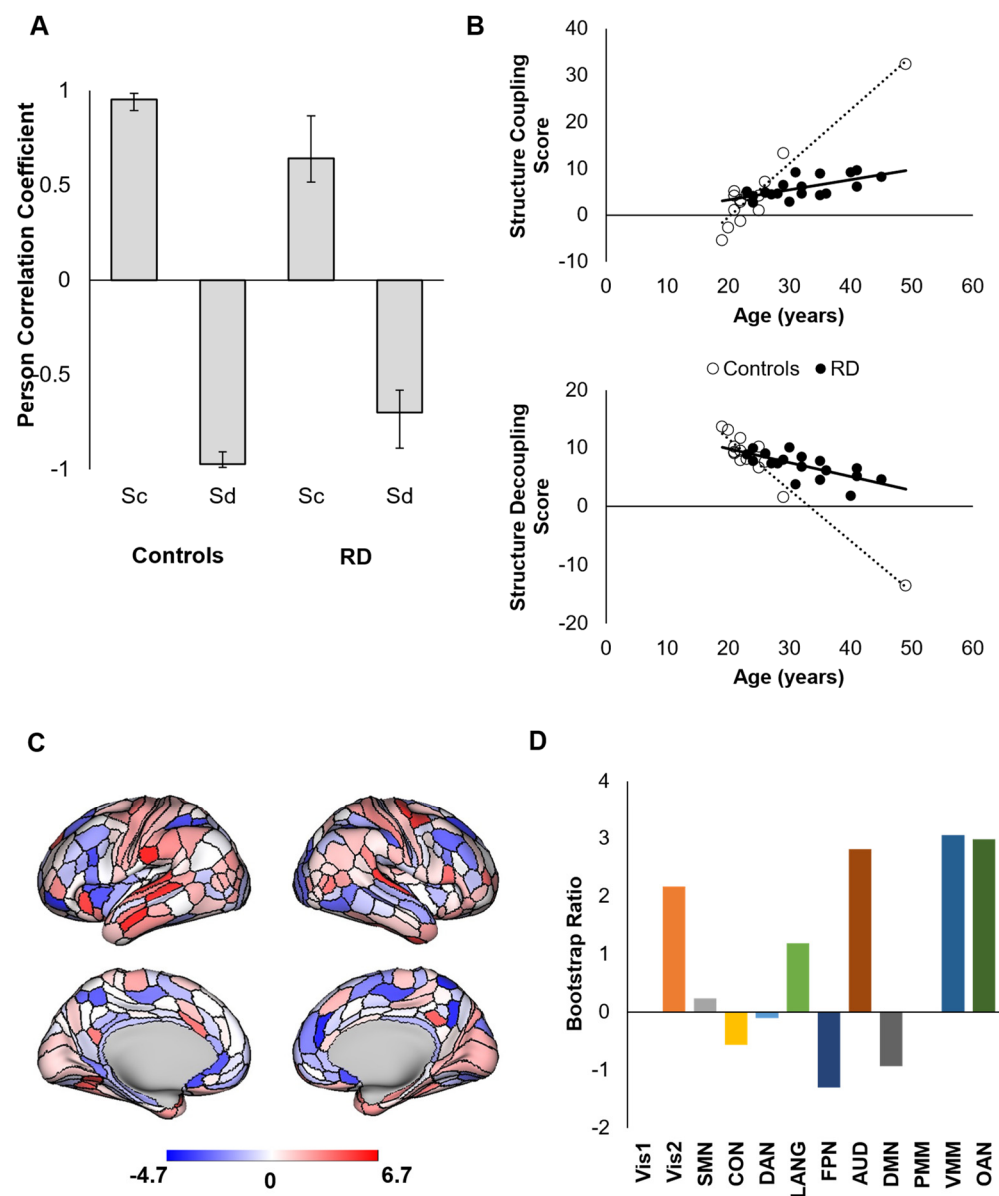 A
Person Correlation Coefficient
1
0.5
0
-0.5
-1
Sc
Sd
Sc
Sd
Controls
RD
B
Structure Coupling
Score
40
30
20
10
0
-10
0
10
20
30
40
50
60
Age (years)
Controls
RD
Structure Decoupling
Score
20
10
0
-10
-20
0
10
20
30
40
50
60
Age (years)
C
-4.7
0
6.7
D
Bootstrap Ratio
4
3
2
1
0
-1
-2
Vis1
Vis2
SMN
CON
DAN
LANG
FPN
AUD
DMN
PMM
VMM
OAN